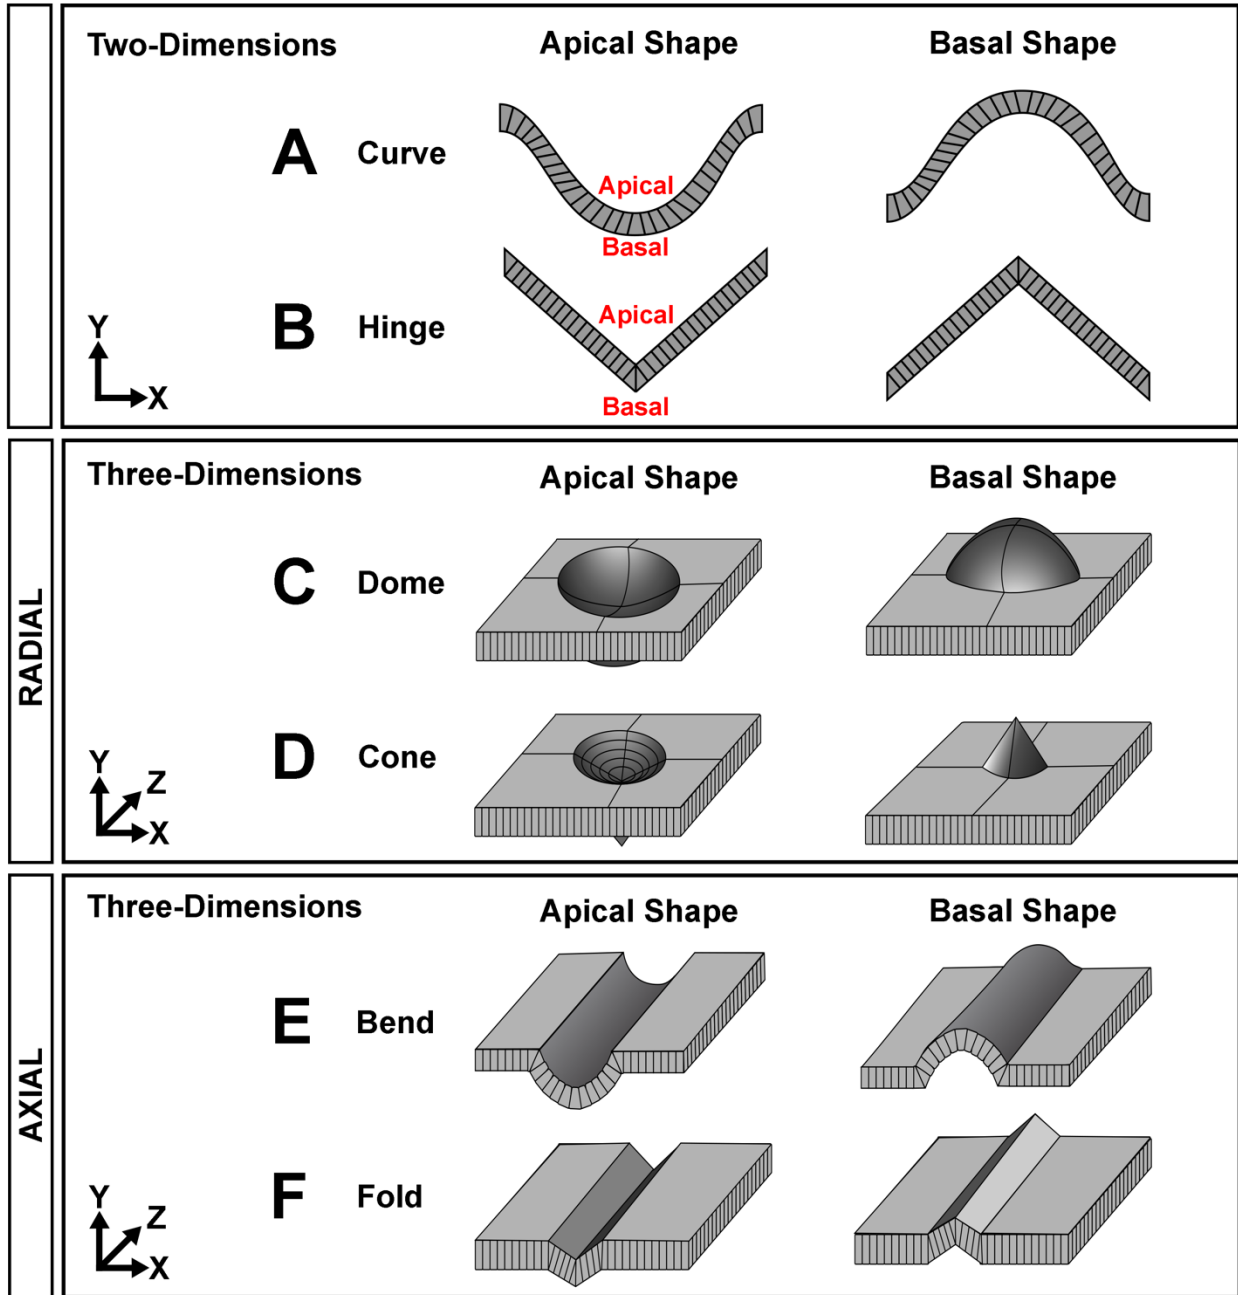 Two-Dimensions
Apical Shape
Basal Shape
A Curve
Apical
Basal
B Hinge
Apical
Basal
Y
X
RADIAL
Three-Dimensions
Apical Shape
Basal Shape
C Dome
D Cone
Y
Z
X
AXIAL
Three-Dimensions
Apical Shape
Basal Shape
E Bend
F Fold
Y
Z
X